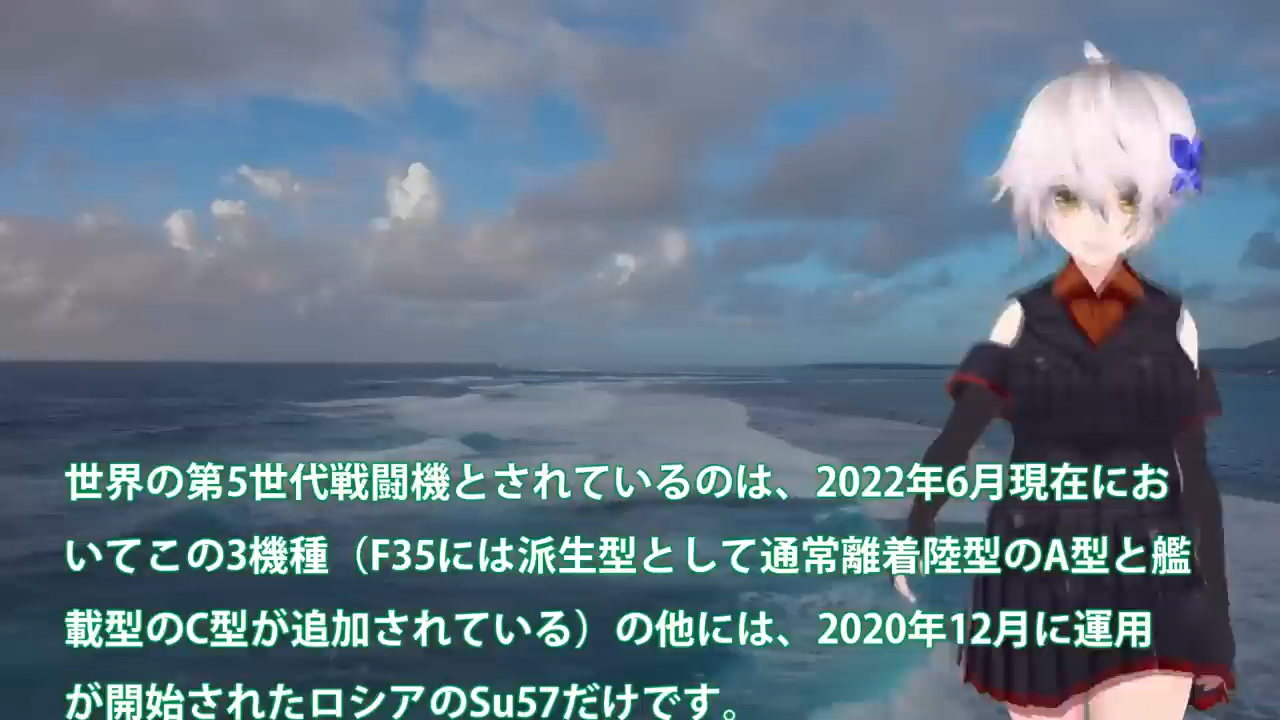 世界の第5世代戦闘機とされているのは、2022年6月現在にお
いてこの3機種（F35には派生型として通常離着陸型のA型と艦
載型のC型が追加されている）の他には、2020年12月に運用
が開始されたロシアのSu57だけです。